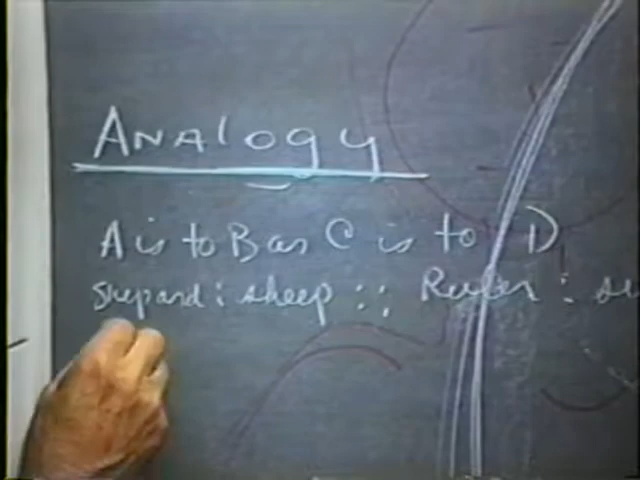 Analogy
A is to B as C is to D
Shepard : sheep :: Ruler :